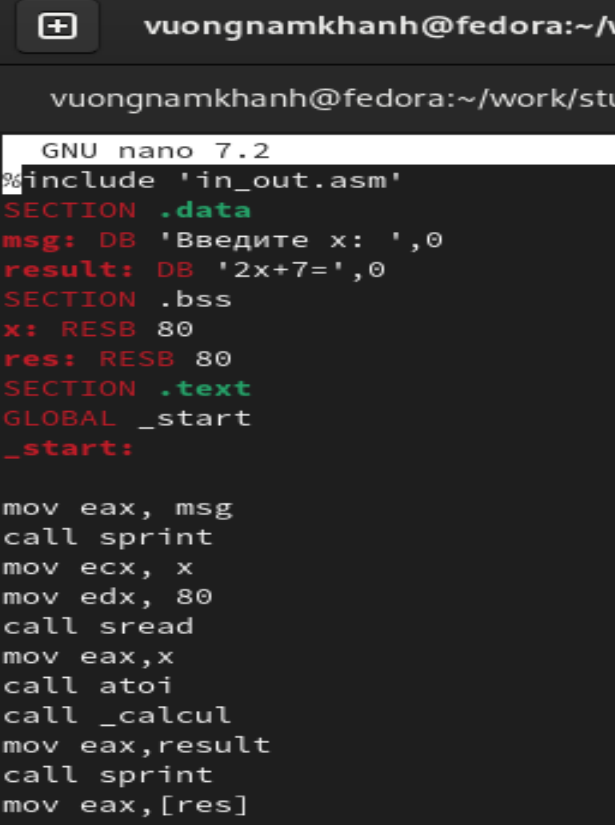 vuongnamkhanh@fedora:~/
vuongnamkhanh@fedora:~/work/stu
GNU nano 7.2
%include 'in_out.asm'
SECTION .data
msg: DB 'Введите x: ',0
result: DB '2x+7=',0
SECTION .bss
x: RESB 80
res: RESB 80
SECTION .text
GLOBAL _start
_start:
mov eax, msg
call sprint
mov ecx, x
mov edx, 80
call sread
mov eax,x
call atoi
call _calcul
mov eax,result
call sprint
mov eax,[res]